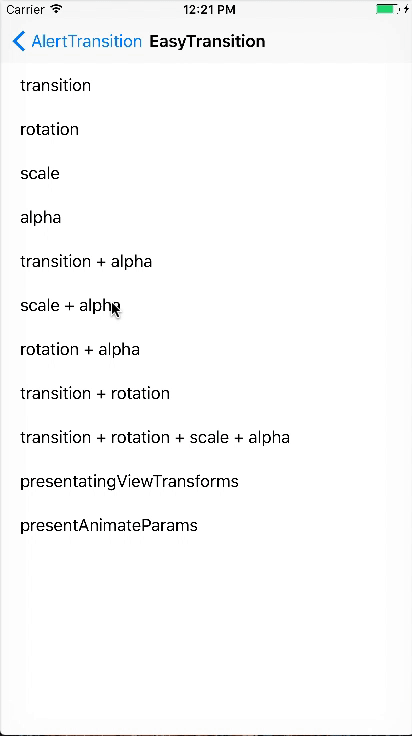 Carrier 12:21 PM
AlertTransition EasyTransition
transition
rotation
scale
alpha
transition + alpha
scale + alpha
rotation + alpha
transition + rotation
transition + rotation + scale + alpha
presentatingViewTransforms
presentAnimateParams